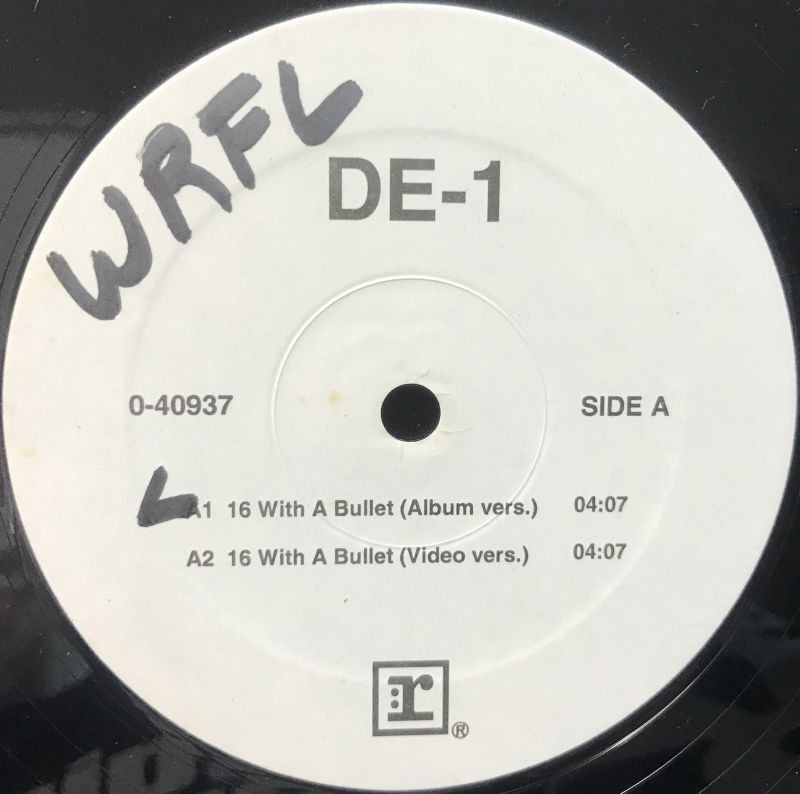 WRFL
DE-1
0-40937 SIDE A
A1 16 With A Bullet (Album vers.) 04:07
A2 16 With A Bullet (Video vers.) 04:07
r ®